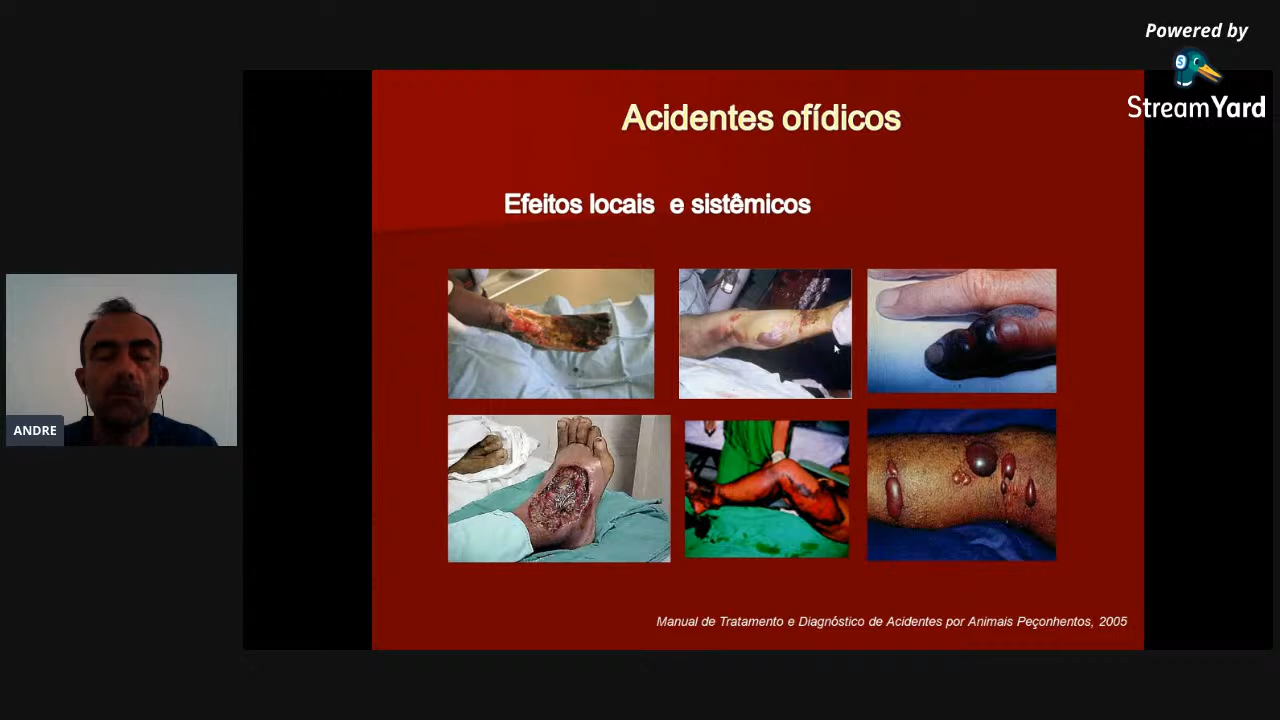 Powered by
StreamYard
Acidentes ofídicos
Efeitos locais e sistêmicos
ANDRE
Manual de Tratamento e Diagnóstico de Acidentes por Animais Peçonhentos, 2005